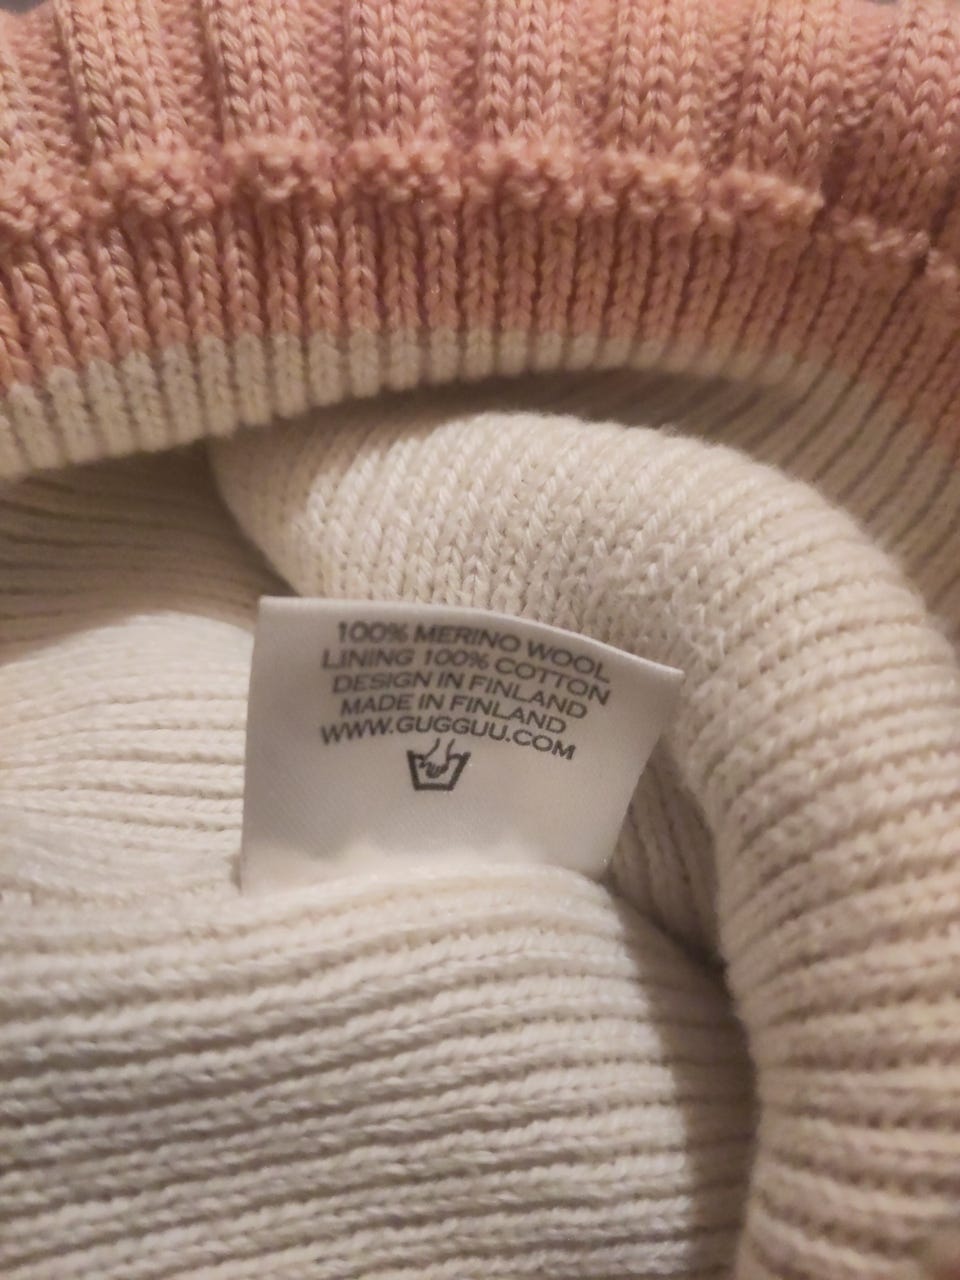 100% MERINO WOOL
LINING 100% COTTON
DESIGN IN FINLAND
MADE IN FINLAND
WWW.GUGGUU.COM